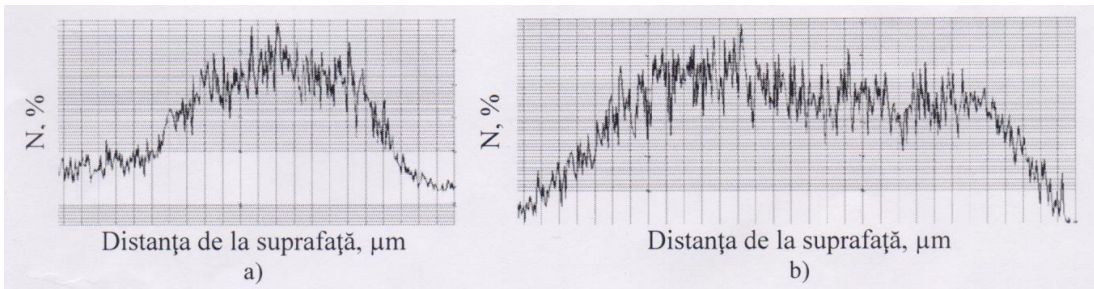 N, %
Distanţa de la suprafaţă, µm
a)
N, %
Distanţa de la suprafaţă, µm
b)